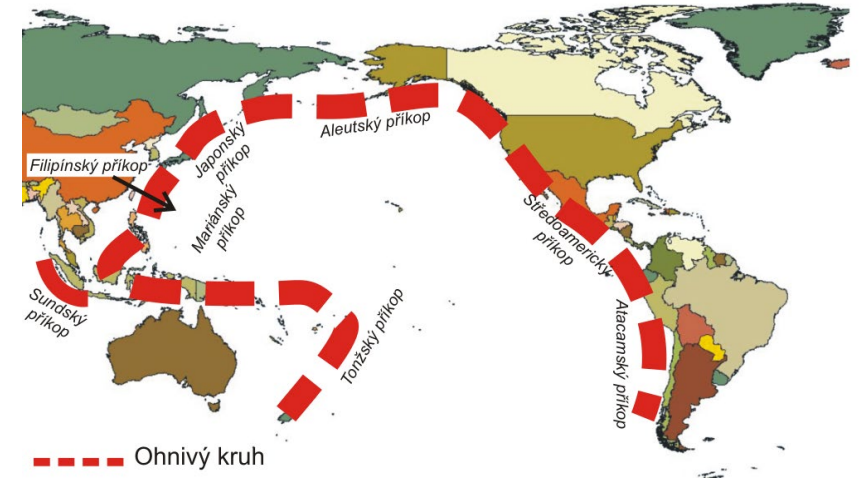 Aleutský příkop
Japonský
příkop
Filipínský příkop
Mariánský
příkop
Středoamerický
příkop
Sundský
příkop
Tonžský příkop
Atacamský příkop
Ohnivý kruh